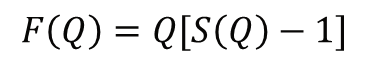 F(Q) = Q[S(Q) − 1]